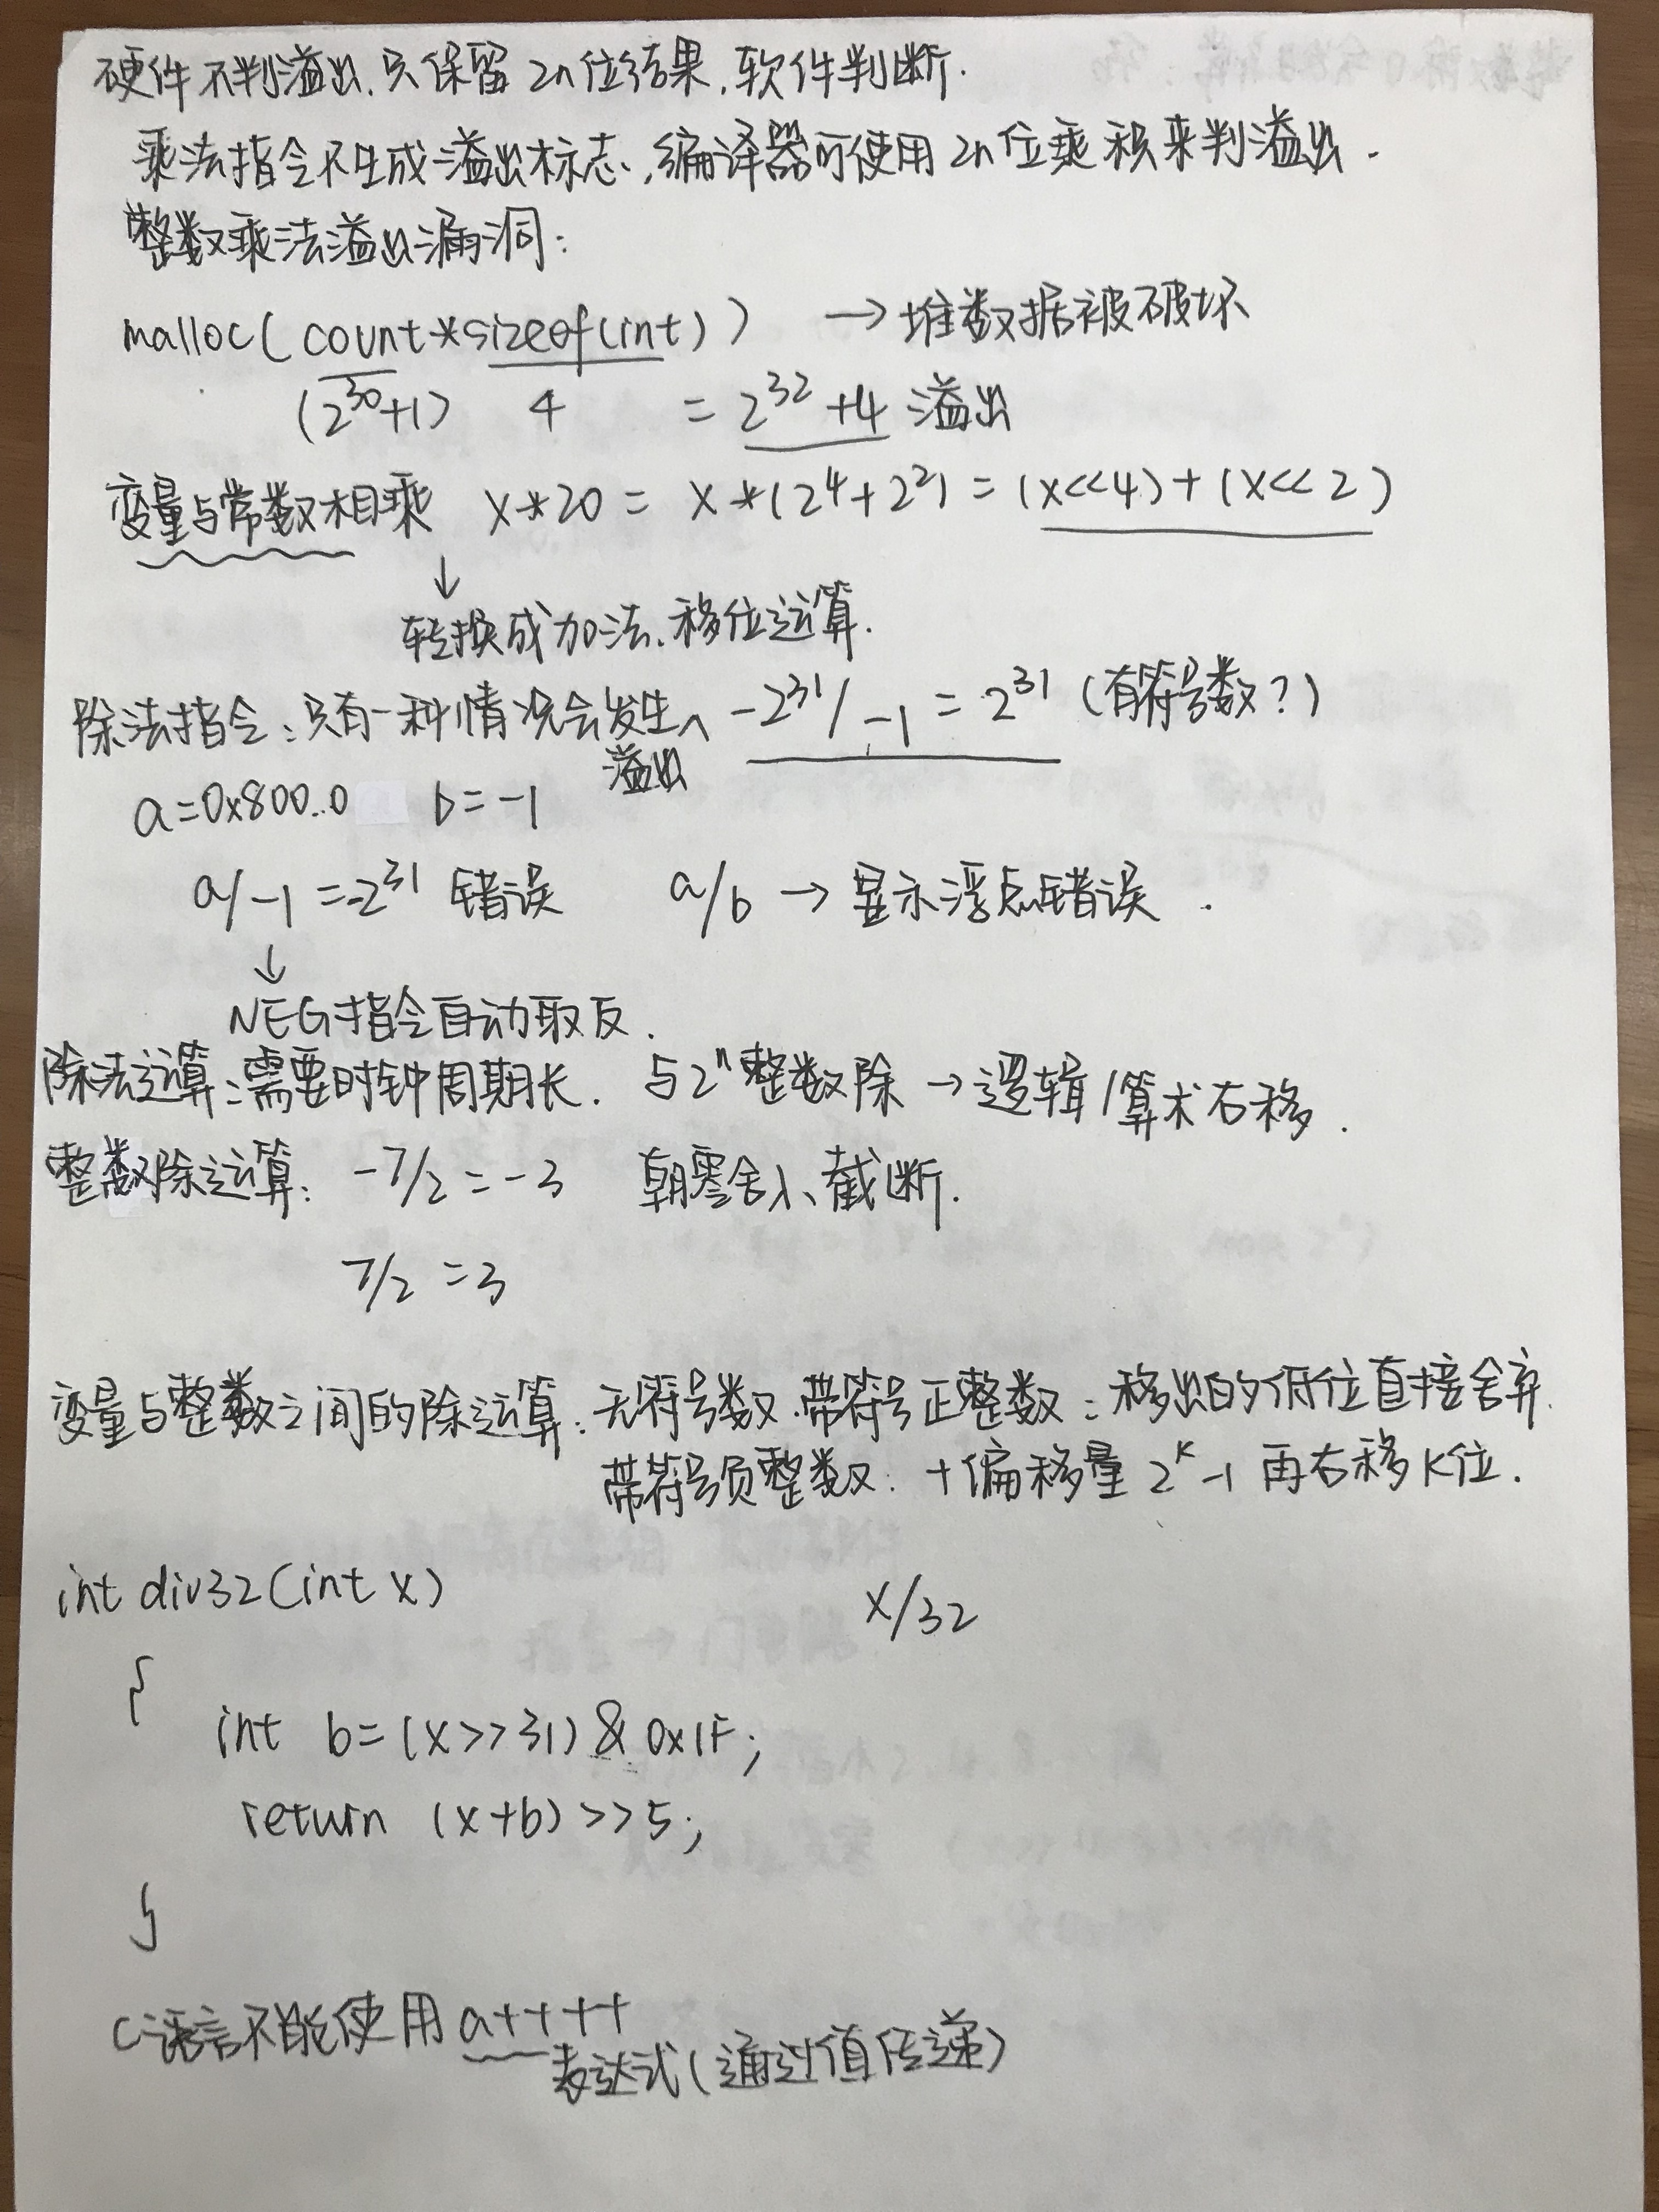 硬件不判溢出,只保留2n位结果,软件判断.
乘法指令不生成溢出标志,编译器可使用2n位乘积来判溢出.
整数乘法溢出漏洞:
malloc(count*sizeof(int)) →堆数据被破坏
(2^30+1) 4 =2^32+4 溢出
变量与常数相乘 x*20=x*(2^4+2^2)=(x<<4)+(x<<2)
↓
转换成加法、移位运算.
除法指令:只有一种情况会发生溢出 -2^31/-1=2^31(有符号数?)
a=0x800..0 b=-1
a/-1=-2^31 错误 a/b→显示浮点错误.
↓
NEG指令自动取反.
除法运算:需要时钟周期长. 与2^n整数除→逻辑/算术右移.
整数除运算: -7/2=-3 朝零舍入、截断.
7/2=3
变量与整数之间的除运算:无符号数、带符号正整数:移出的低位直接舍弃.
带符号负整数:+偏移量2^k-1 再右移K位.
int div32(int x) x/32
{
int b=(x>>31)&0x1F;
return (x+b)>>5;
}
C语言不能使用a++++
表达式(通过值传递)